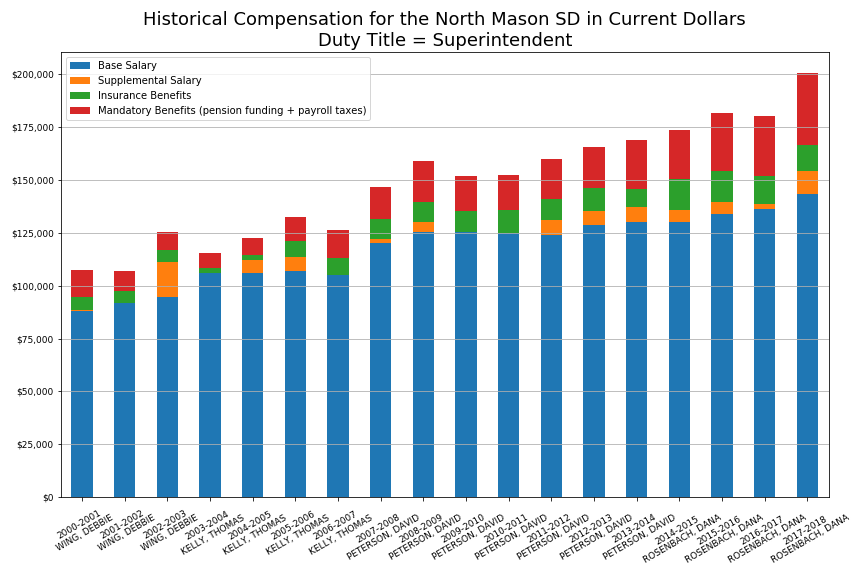 Historical Compensation for the North Mason SD in Current Dollars
Duty Title = Superintendent
Base Salary
Supplemental Salary
Insurance Benefits
Mandatory Benefits (pension funding + payroll taxes)
$200,000
$175,000
$150,000
$125,000
$100,000
$75,000
$50,000
$25,000
$0
2000-2001
WING, DEBBIE
2001-2002
WING, DEBBIE
2002-2003
WING, DEBBIE
2003-2004
KELLY, THOMAS
2004-2005
KELLY, THOMAS
2005-2006
KELLY, THOMAS
2006-2007
KELLY, THOMAS
2007-2008
PETERSON, DAVID
2008-2009
PETERSON, DAVID
2009-2010
PETERSON, DAVID
2010-2011
PETERSON, DAVID
2011-2012
PETERSON, DAVID
2012-2013
PETERSON, DAVID
2013-2014
PETERSON, DAVID
2014-2015
ROSENBACH, DANA
2015-2016
ROSENBACH, DANA
2016-2017
ROSENBACH, DANA
2017-2018
ROSENBACH, DANA